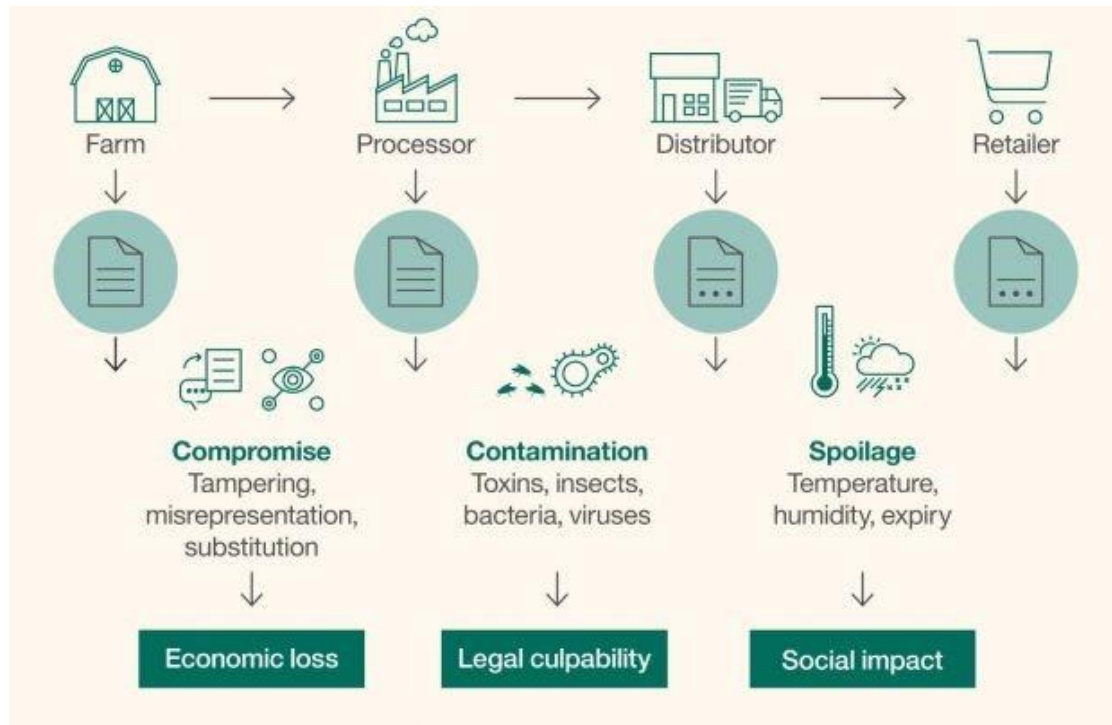 Farm
Processor
Distributor
Retailer
Compromise
Tampering,
misrepresentation,
substitution
Contamination
Toxins, insects,
bacteria, viruses
Spoilage
Temperature,
humidity, expiry
Economic loss
Legal culpability
Social impact